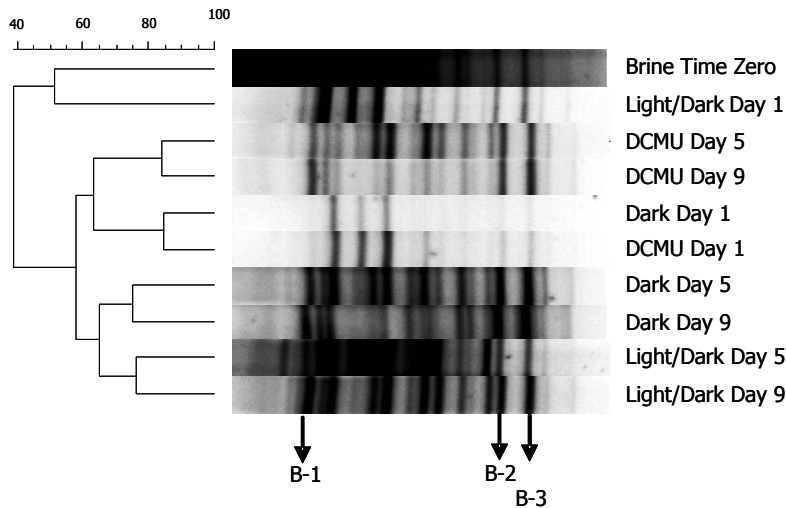 40 60 80 100
Brine Time Zero
Light/Dark Day 1
DCMU Day 5
DCMU Day 9
Dark Day 1
DCMU Day 1
Dark Day 5
Dark Day 9
Light/Dark Day 5
Light/Dark Day 9
B-1 B-2
B-3